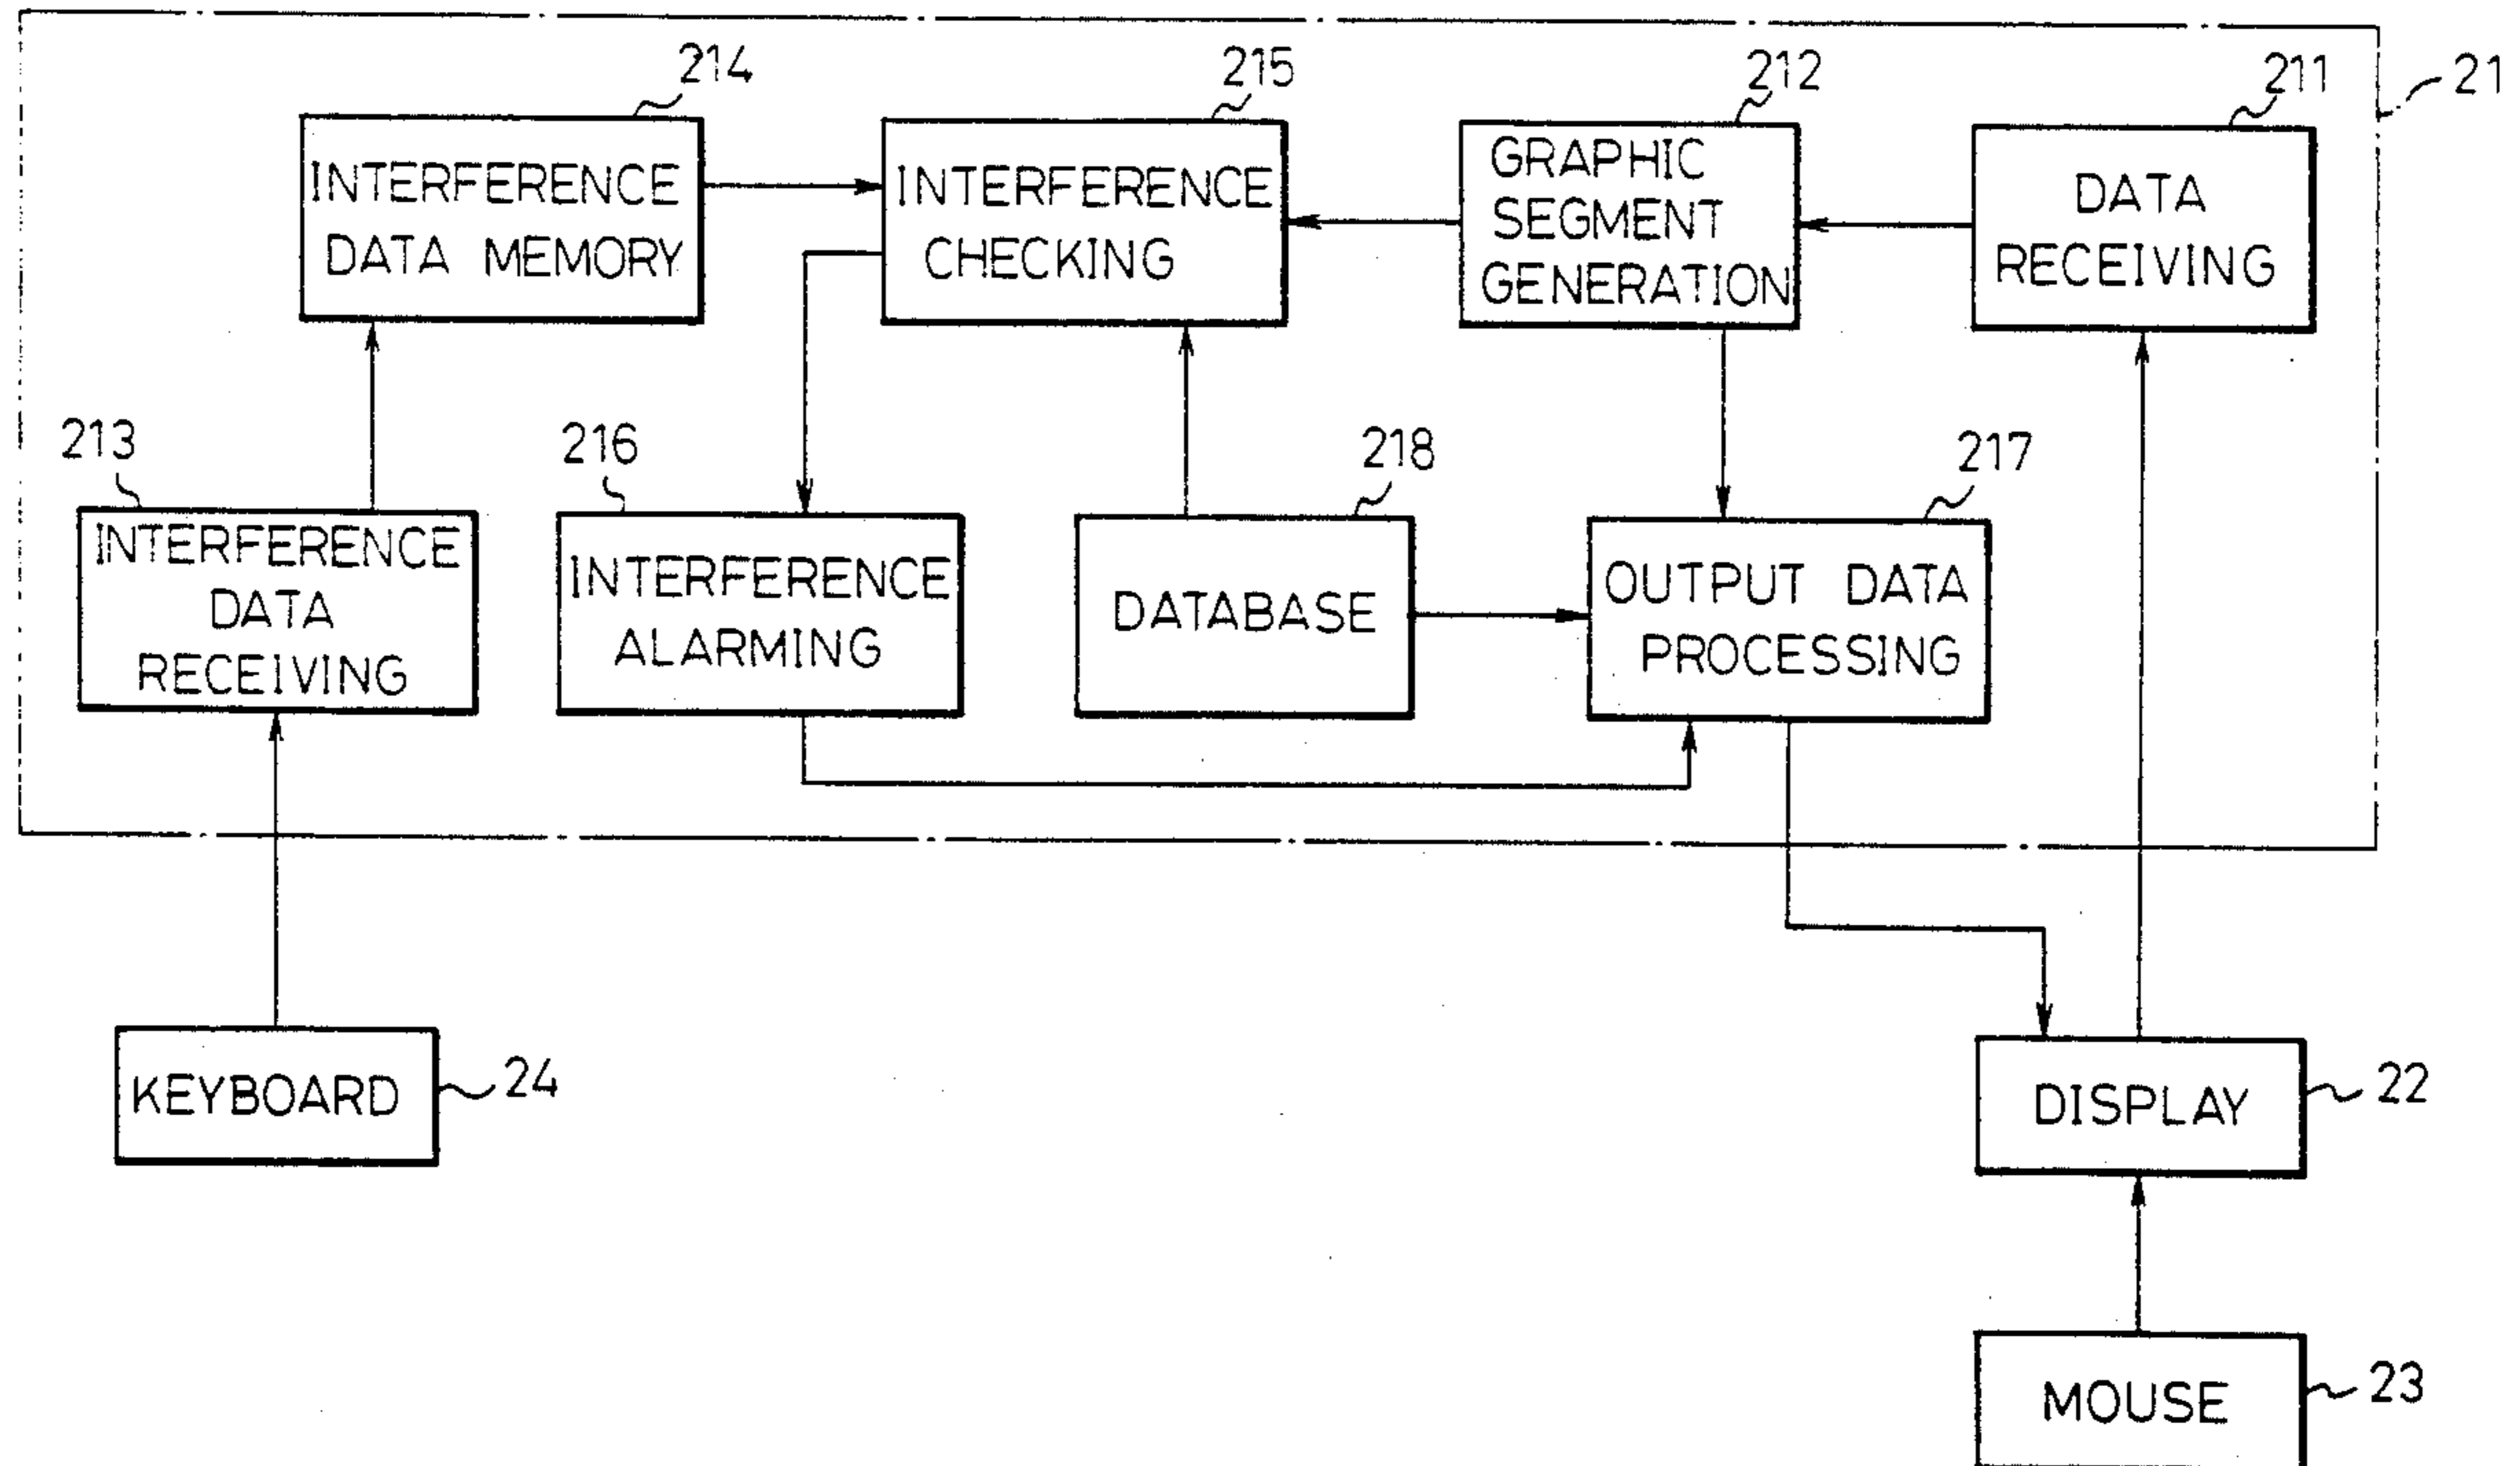 214
215
212
211
21
INTERFERENCE
DATA MEMORY
INTERFERENCE
CHECKING
GRAPHIC
SEGMENT
GENERATION
DATA
RECEIVING
213
216
218
217
INTERFERENCE
DATA
RECEIVING
INTERFERENCE
ALARMING
DATABASE
OUTPUT DATA
PROCESSING
KEYBOARD
24
DISPLAY
22
MOUSE
23